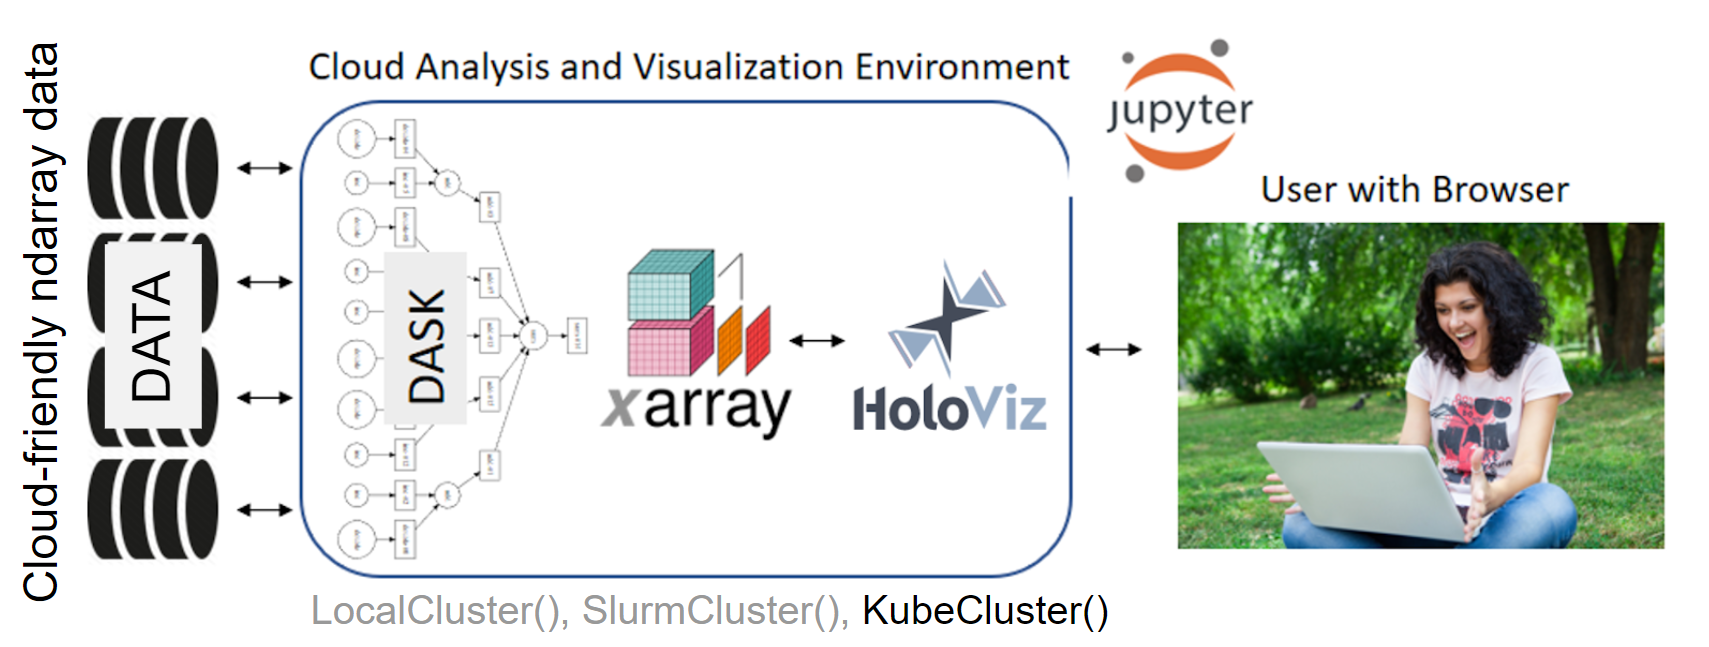 Cloud-friendly ndarray data
DATA
Cloud Analysis and Visualization Environment
DASK
xarray
HoloViz
jupyter
User with Browser
LocalCluster(), SlurmCluster(), KubeCluster()